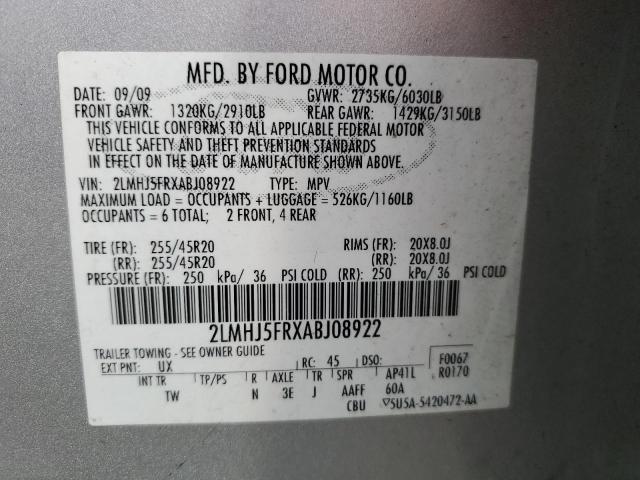 MFD. BY FORD MOTOR CO.
DATE: 09/09 GVWR: 2735KG/6030LB
FRONT GAWR: 1320KG/2910LB REAR GAWR: 1429KG/3150LB
THIS VEHICLE CONFORMS TO ALL APPLICABLE FEDERAL MOTOR
VEHICLE SAFETY AND THEFT PREVENTION STANDARDS
IN EFFECT ON THE DATE OF MANUFACTURE SHOWN ABOVE.
VIN: 2LMHJ5FRXABJ08922 TYPE: MPV
MAXIMUM LOAD = OCCUPANTS + LUGGAGE = 526KG/1160LB
OCCUPANTS = 6 TOTAL; 2 FRONT, 4 REAR
TIRE (FR): 255/45R20 RIMS (FR): 20X8.0J
(RR): 255/45R20 (RR): 20X8.0J
PRESSURE (FR): 250 kPa/ 36 PSI COLD (RR): 250 kPa/ 36 PSI COLD
2LMHJ5FRXABJ08922
TRAILER TOWING - SEE OWNER GUIDE
EXT PNT: UX RC: 45 DSO: F0067
INT TR TP/PS R AXLE TR SPR AP41L R0170
TW N 3E J AAFF 60A
CBU ▽5U5A-5420472-AA